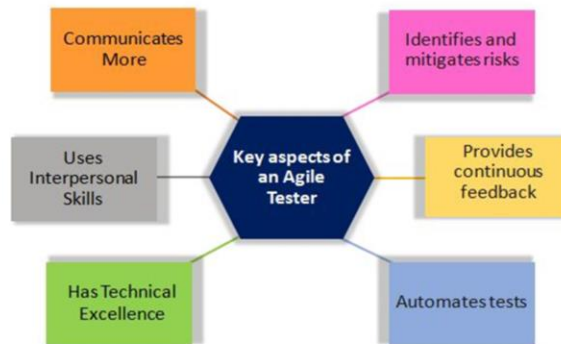 Communicates
More
Identifies and
mitigates risks
Uses
Interpersonal
Skills
Key aspects of
an Agile
Tester
Provides
continuous
feedback
Has Technical
Excellence
Automates tests